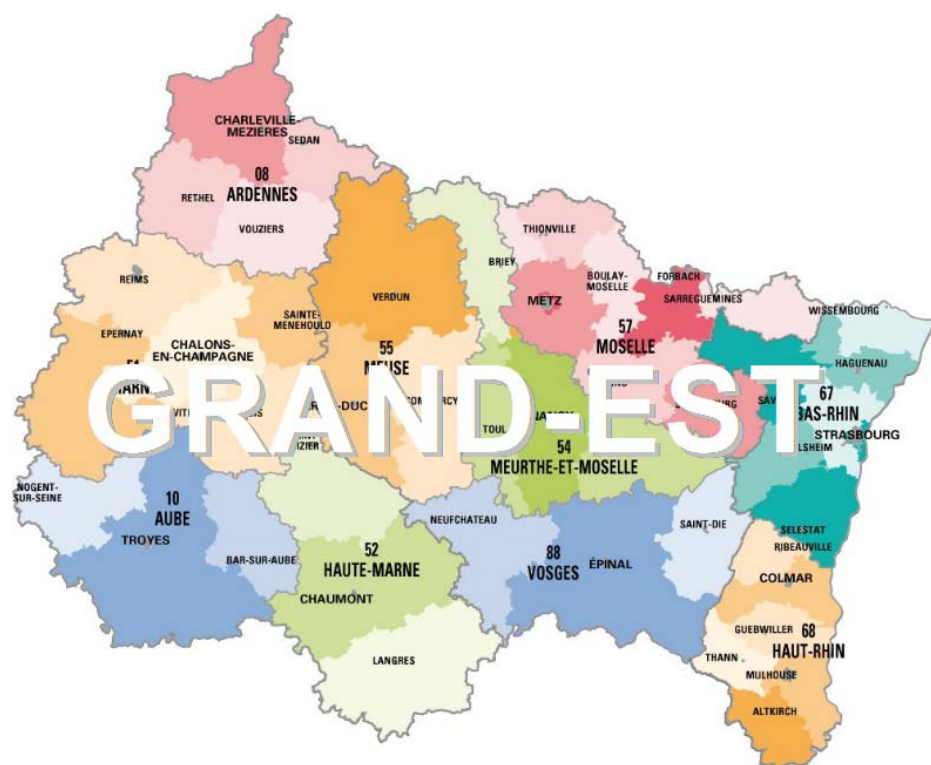 CHARLEVILLE-
MEZIÈRES
SEDAN
08
ARDENNES
RETHEL
VOUZIERS
THIONVILLE
BRIEY
BOULAY-
MOSELLE
FORBACH
SARREGUEMINES
METZ
57
MOSELLE
WISSEMBOURG
REIMS
VERDUN
EPERNAY
SAINTE-
MENEHOULD
CHALONS-
EN-CHAMPAGNE
55
MEUSE
HAGUENAU
67
BAS-RHIN
GRAND-EST
TOUL
STRASBOURG
54
MEURTHE-ET-MOSELLE
NOGENT-
SUR-SEINE
10
AUBE
TROYES
BAR-SUR-AUBE
NEUFCHATEAU
SAINT-DIE
SELESTAT
RIBEAUVILLE
52
HAUTE-MARNE
88
VOSGES
ÉPINAL
CHAUMONT
COLMAR
GUEBWILLER
68
HAUT-RHIN
LANGRES
THANN
MULHOUSE
ALTKIRCH